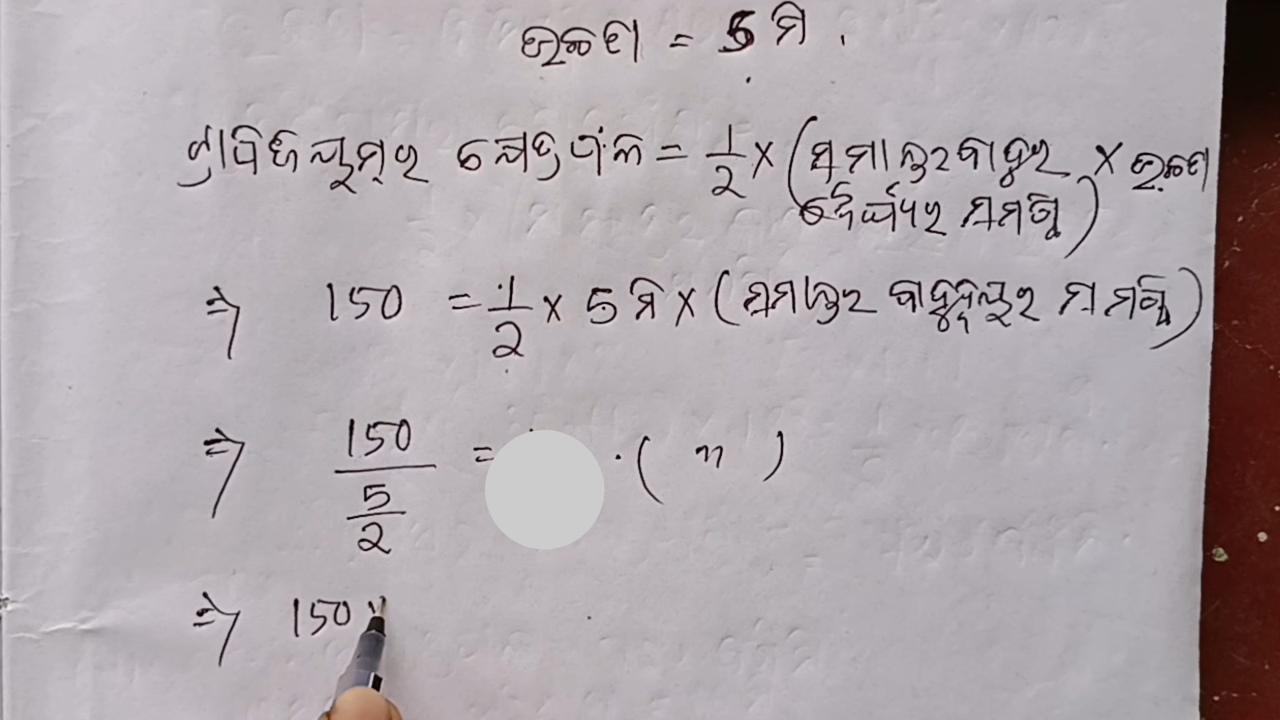 ଉଚ୍ଚତା = 5 ମି .
ଟ୍ରାପିଜିୟମ୍‌ର କ୍ଷେତ୍ରଫଳ = 1/2 × (ସମାନ୍ତର ବାହୁର × ଉଚ୍ଚତା
ଦୈର୍ଘ୍ୟର ସମଷ୍ଟି)
⇒ 150 = 1/2 × 5 ମି × (ସମାନ୍ତର ବାହୁଦ୍ୱୟର ସମଷ୍ଟି)
⇒ 150/(5/2) = . ( " )
⇒ 150 ×